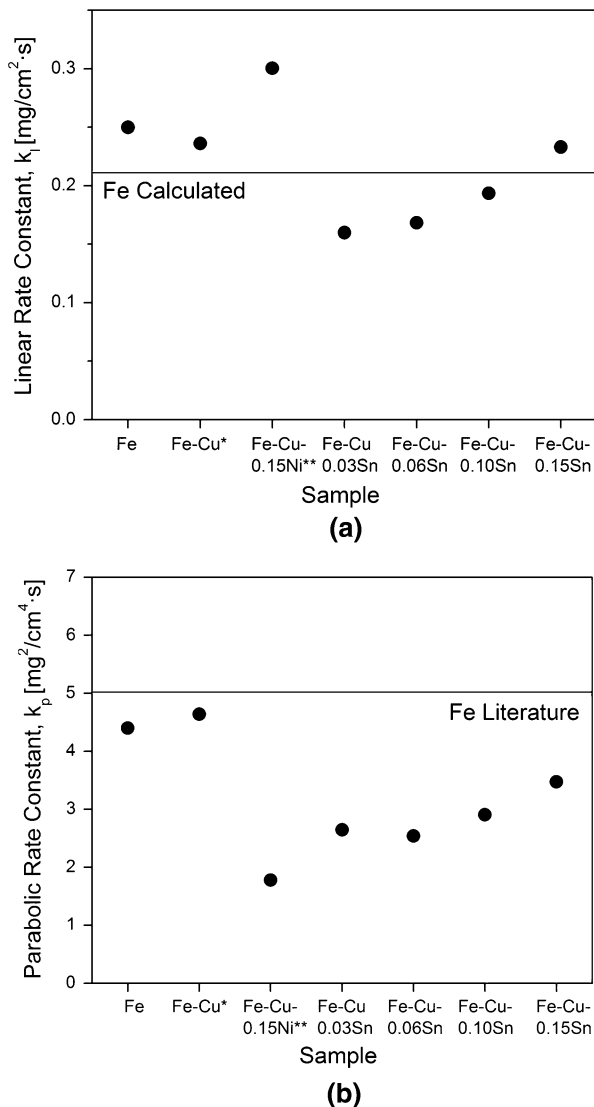 Linear Rate Constant, kl [mg/cm2·s]
0.3
0.2
0.1
0.0
Fe Calculated
Fe Fe-Cu* Fe-Cu- Fe-Cu Fe-Cu- Fe-Cu- Fe-Cu-
0.15Ni** 0.03Sn 0.06Sn 0.10Sn 0.15Sn
Sample
(a)
Parabolic Rate Constant, kp [mg2/cm4·s]
7
6
5
4
3
2
1
0
Fe Literature
Fe Fe-Cu* Fe-Cu- Fe-Cu Fe-Cu- Fe-Cu- Fe-Cu-
0.15Ni** 0.03Sn 0.06Sn 0.10Sn 0.15Sn
Sample
(b)